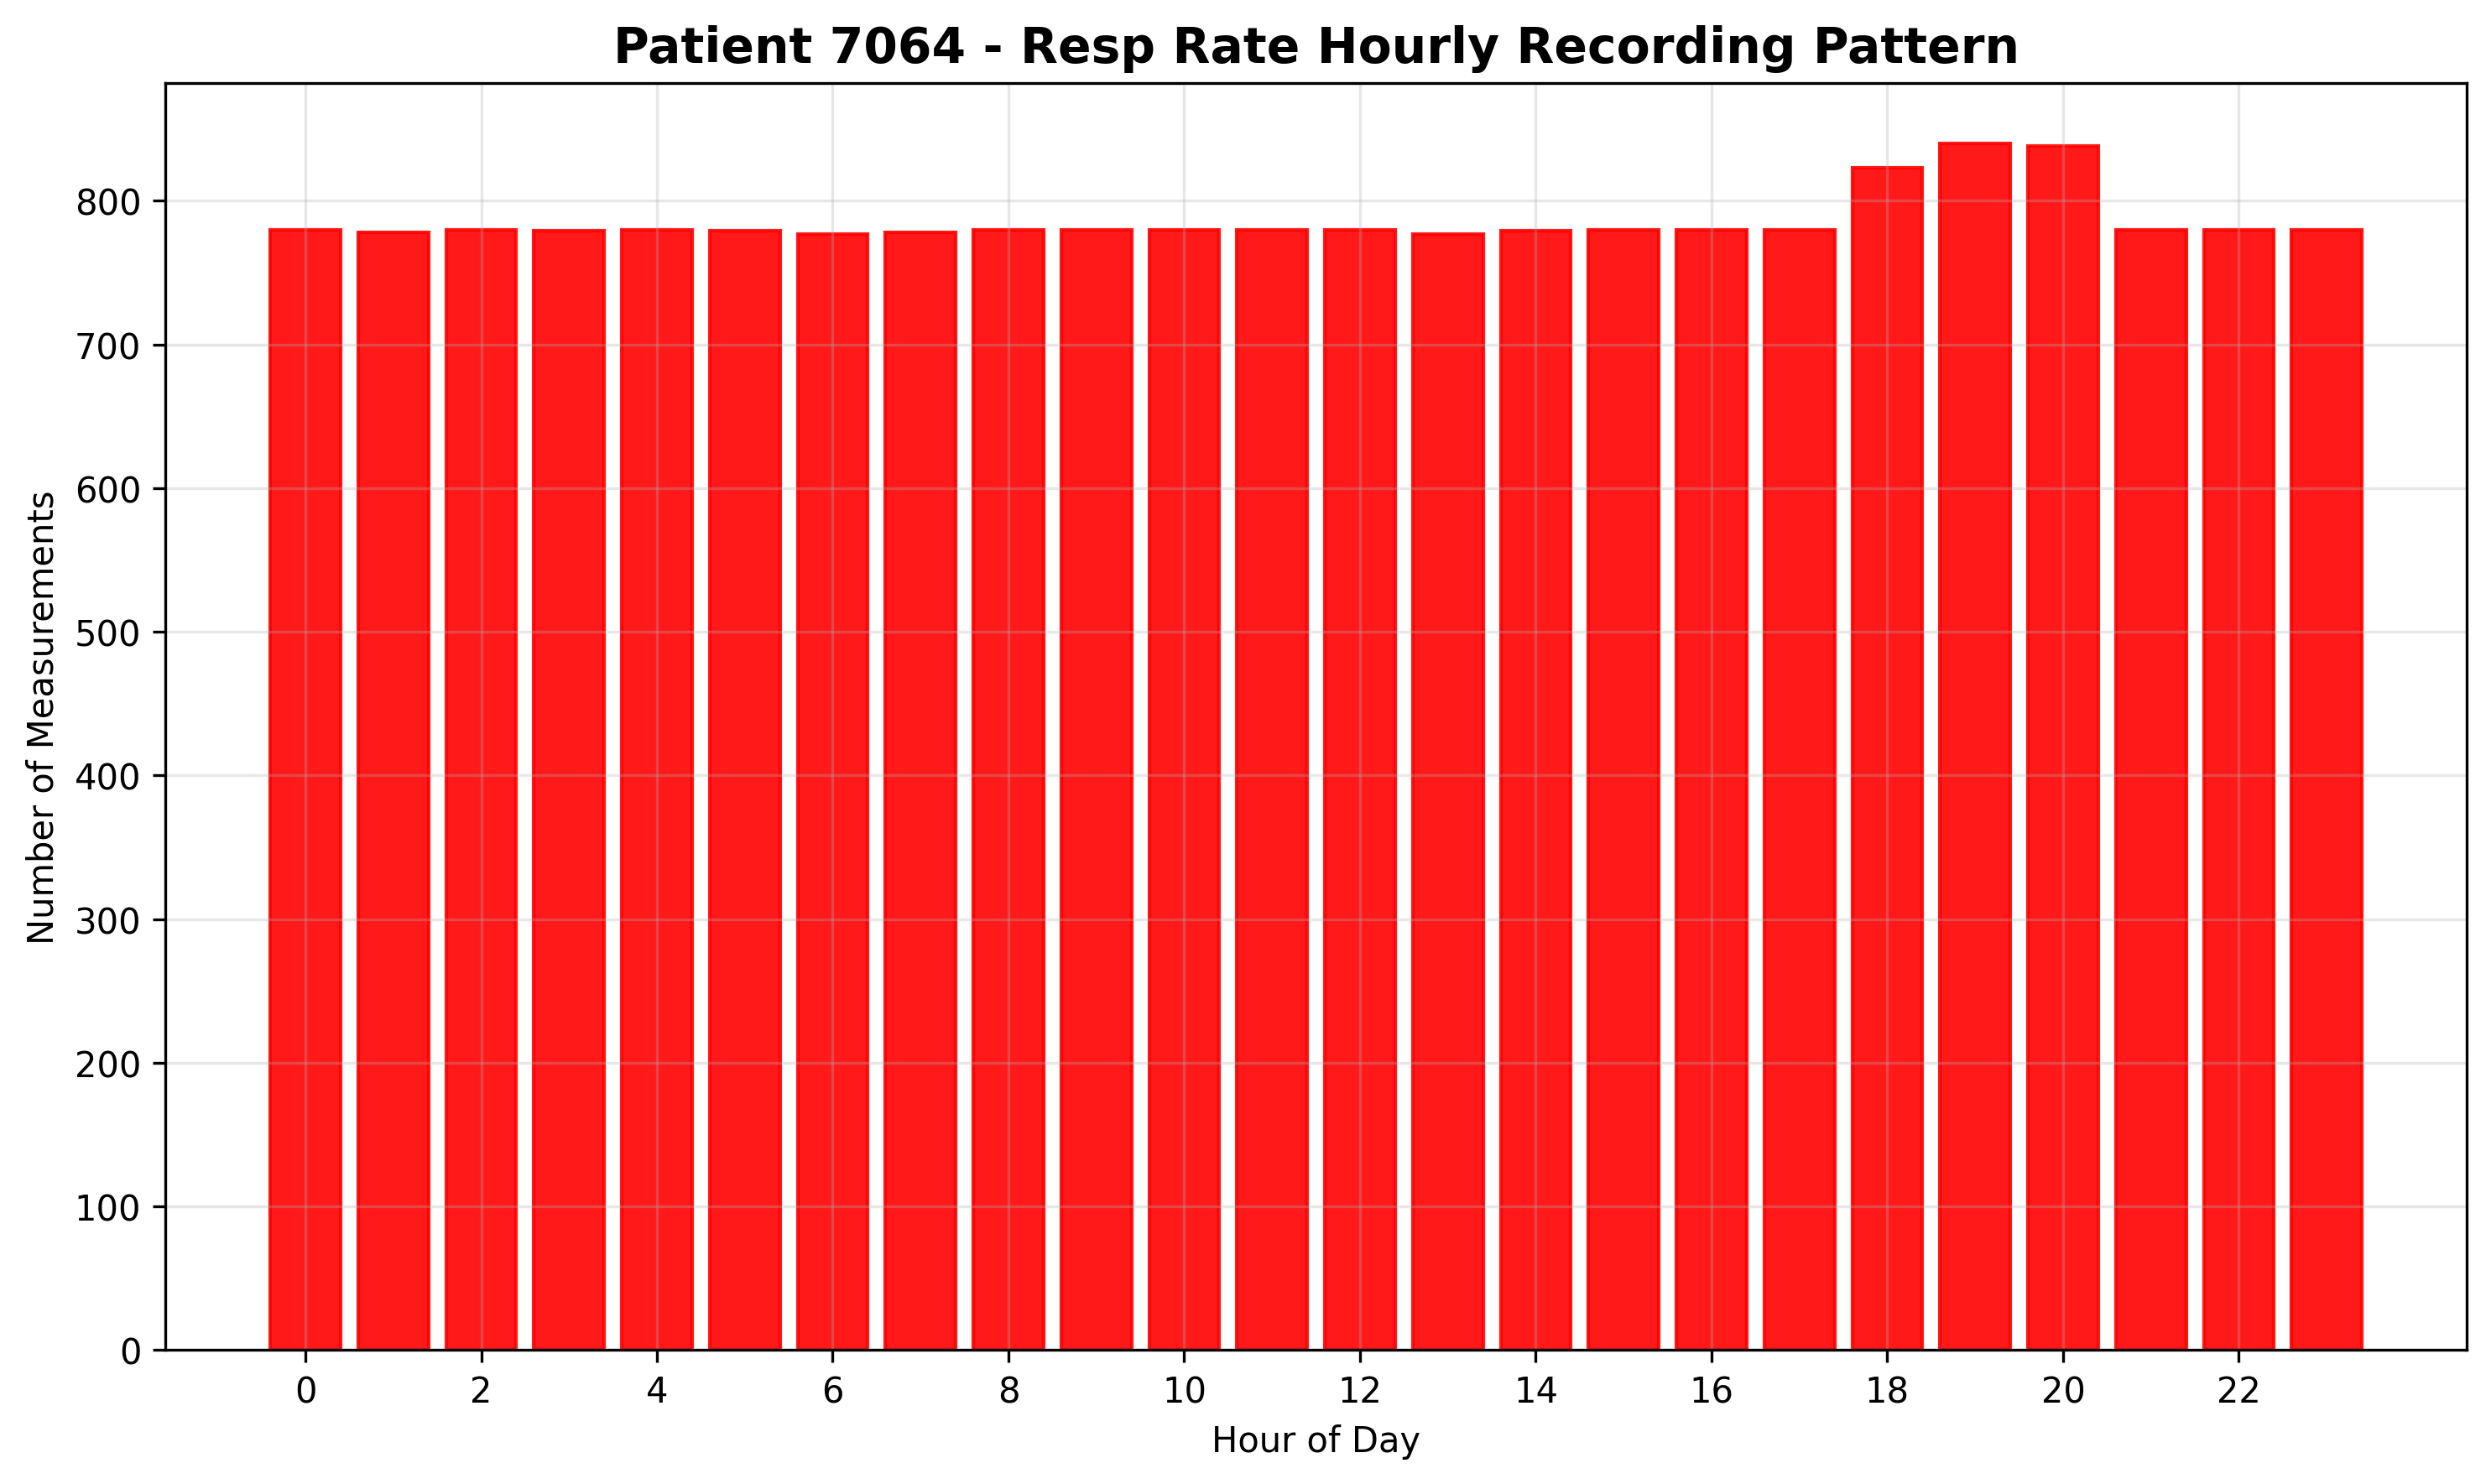 Patient 7064 - Resp Rate Hourly Recording Pattern
Number of Measurements
800
700
600
500
400
300
200
100
0
0 2 4 6 8 10 12 14 16 18 20 22
Hour of Day